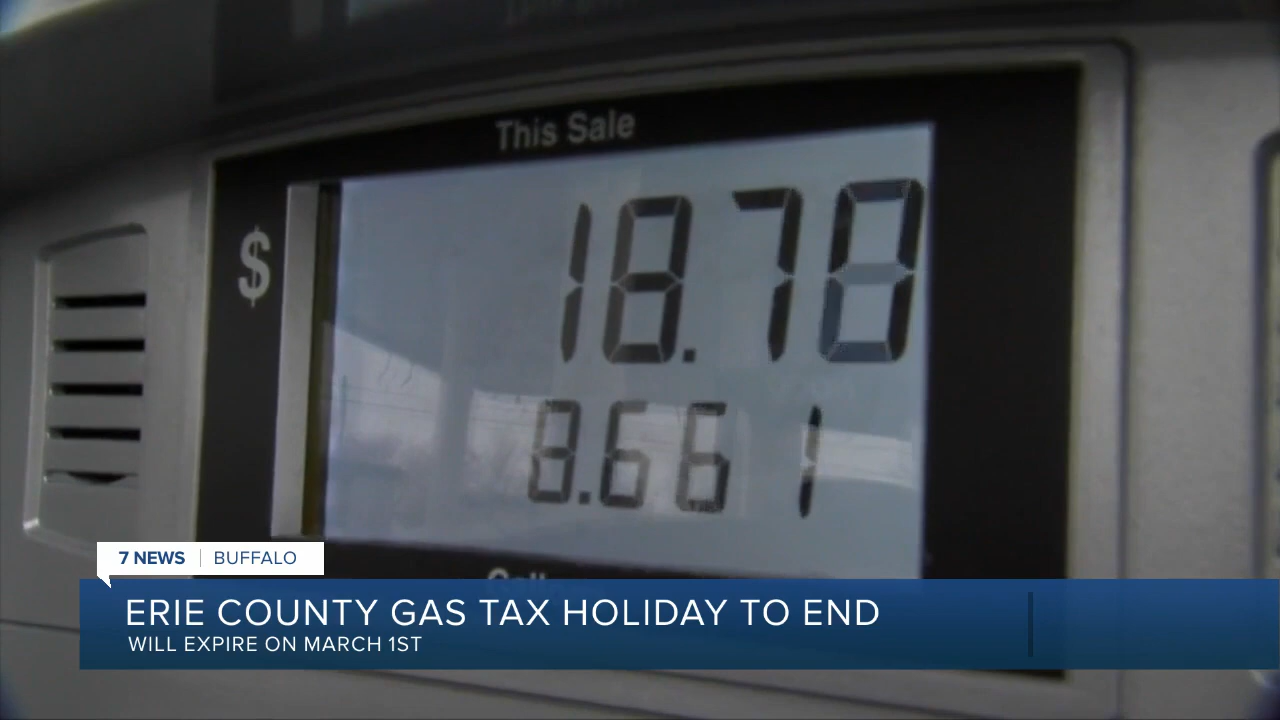 This Sale
$
18.70
8.661
7 NEWS | BUFFALO
ERIE COUNTY GAS TAX HOLIDAY TO END
WILL EXPIRE ON MARCH 1ST